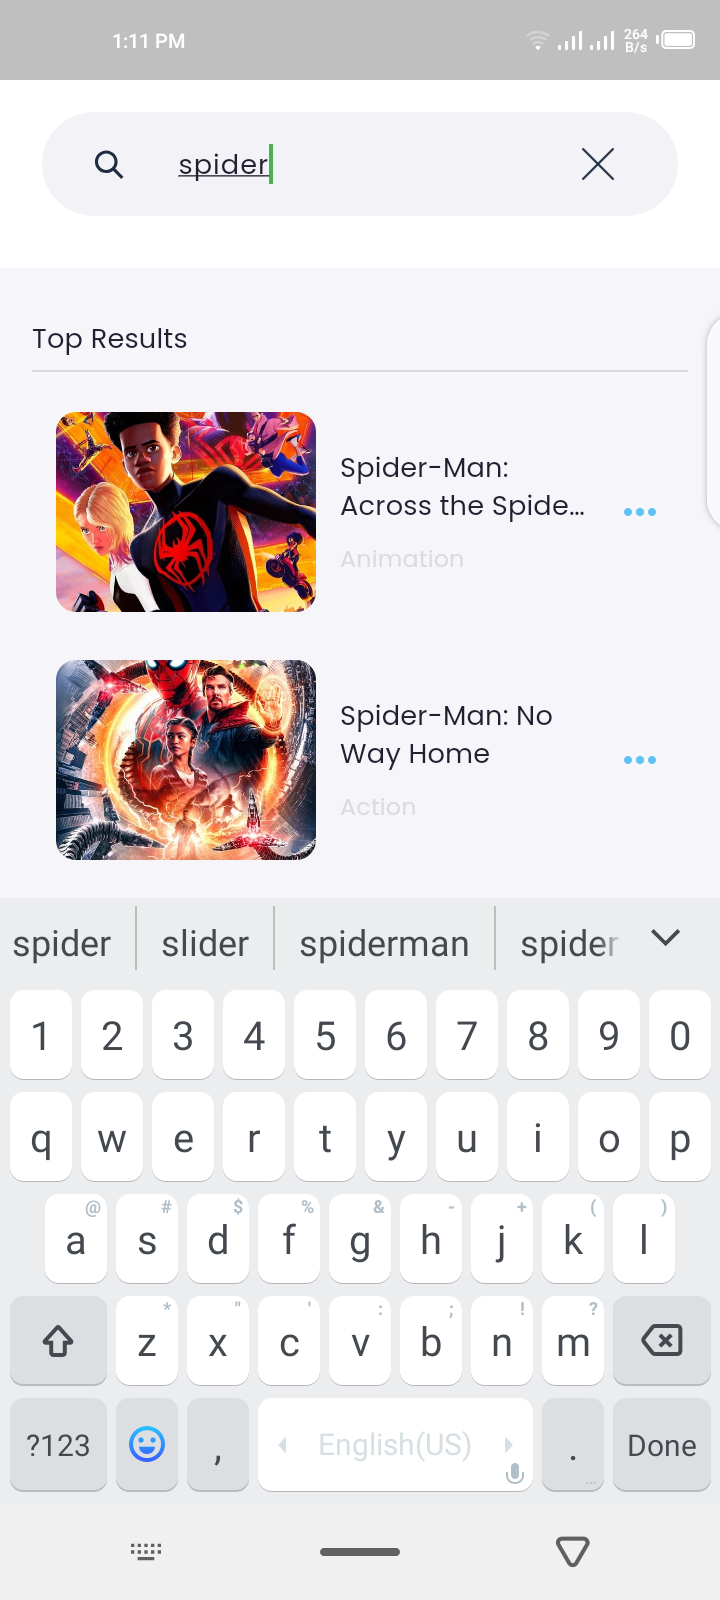 1:11 PM
264
B/s
spider
Top Results
Spider-Man:
Across the Spide...
Animation
Spider-Man: No
Way Home
Action
spider slider spiderman spider
1 2 3 4 5 6 7 8 9 0
q w e r t y u i o p
@ # $ % & - + ( )
a s d f g h j k l
* " ' : ; ! ?
z x c v b n m
?123 , English(US) . Done